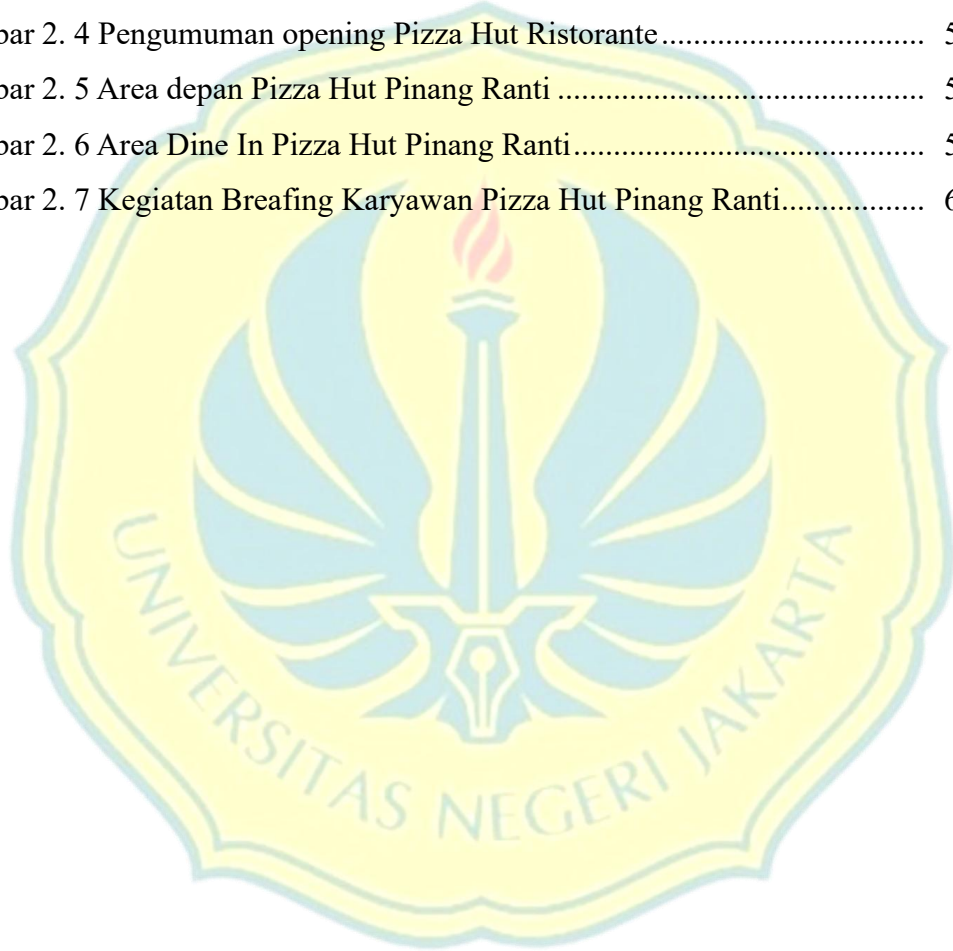 bar 2. 4 Pengumuman opening Pizza Hut Ristorante.............................. 5
bar 2. 5 Area depan Pizza Hut Pinang Ranti .......................................... 5
bar 2. 6 Area Dine In Pizza Hut Pinang Ranti........................................ 5
bar 2. 7 Kegiatan Breafing Karyawan Pizza Hut Pinang Ranti................. 6
UNIVERSITAS NEGERI JAKARTA